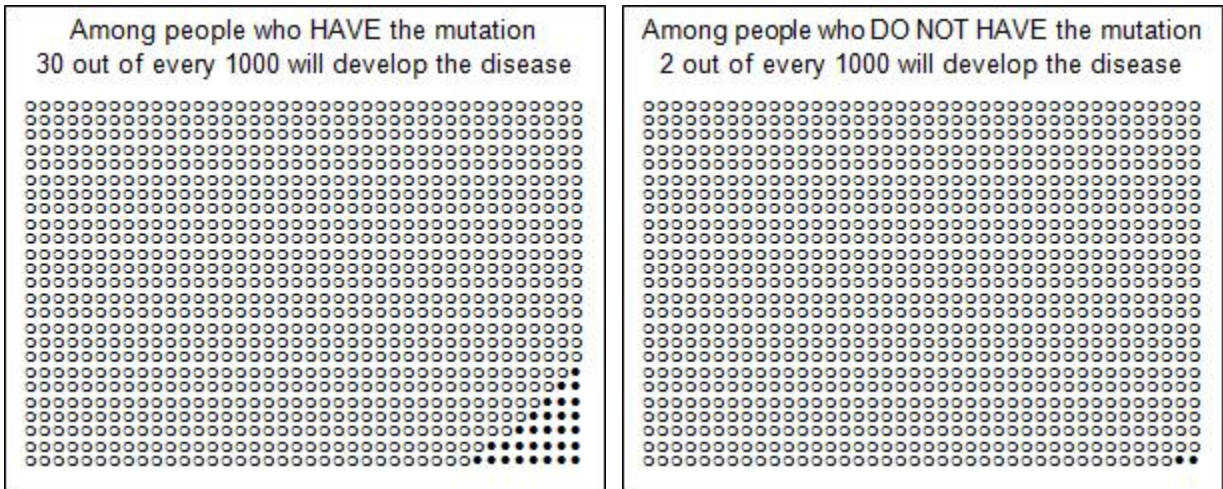 Among people who HAVE the mutation
30 out of every 1000 will develop the disease
Among people who DO NOT HAVE the mutation
2 out of every 1000 will develop the disease